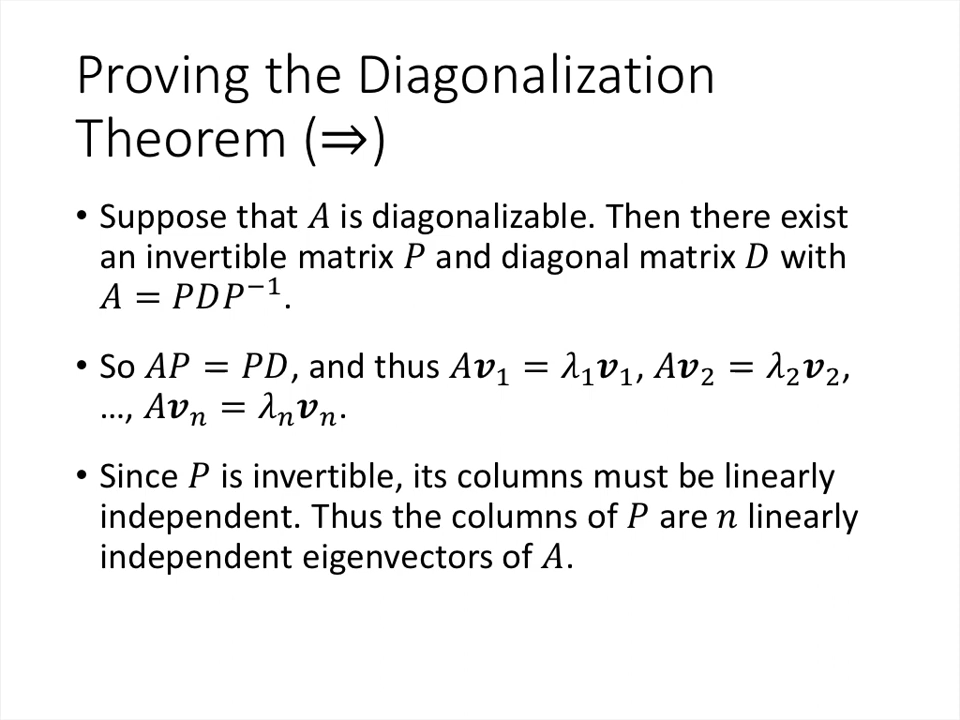 Proving the Diagonalization
Theorem (⇒)
• Suppose that 𝐴 is diagonalizable. Then there exist
an invertible matrix 𝑃 and diagonal matrix 𝐷 with
𝐴 = 𝑃𝐷𝑃⁻¹.
• So 𝐴𝑃 = 𝑃𝐷, and thus 𝐴𝒗₁ = 𝜆₁𝒗₁, 𝐴𝒗₂ = 𝜆₂𝒗₂,
…, 𝐴𝒗ₙ = 𝜆ₙ𝒗ₙ.
• Since 𝑃 is invertible, its columns must be linearly
independent. Thus the columns of 𝑃 are 𝑛 linearly
independent eigenvectors of 𝐴.